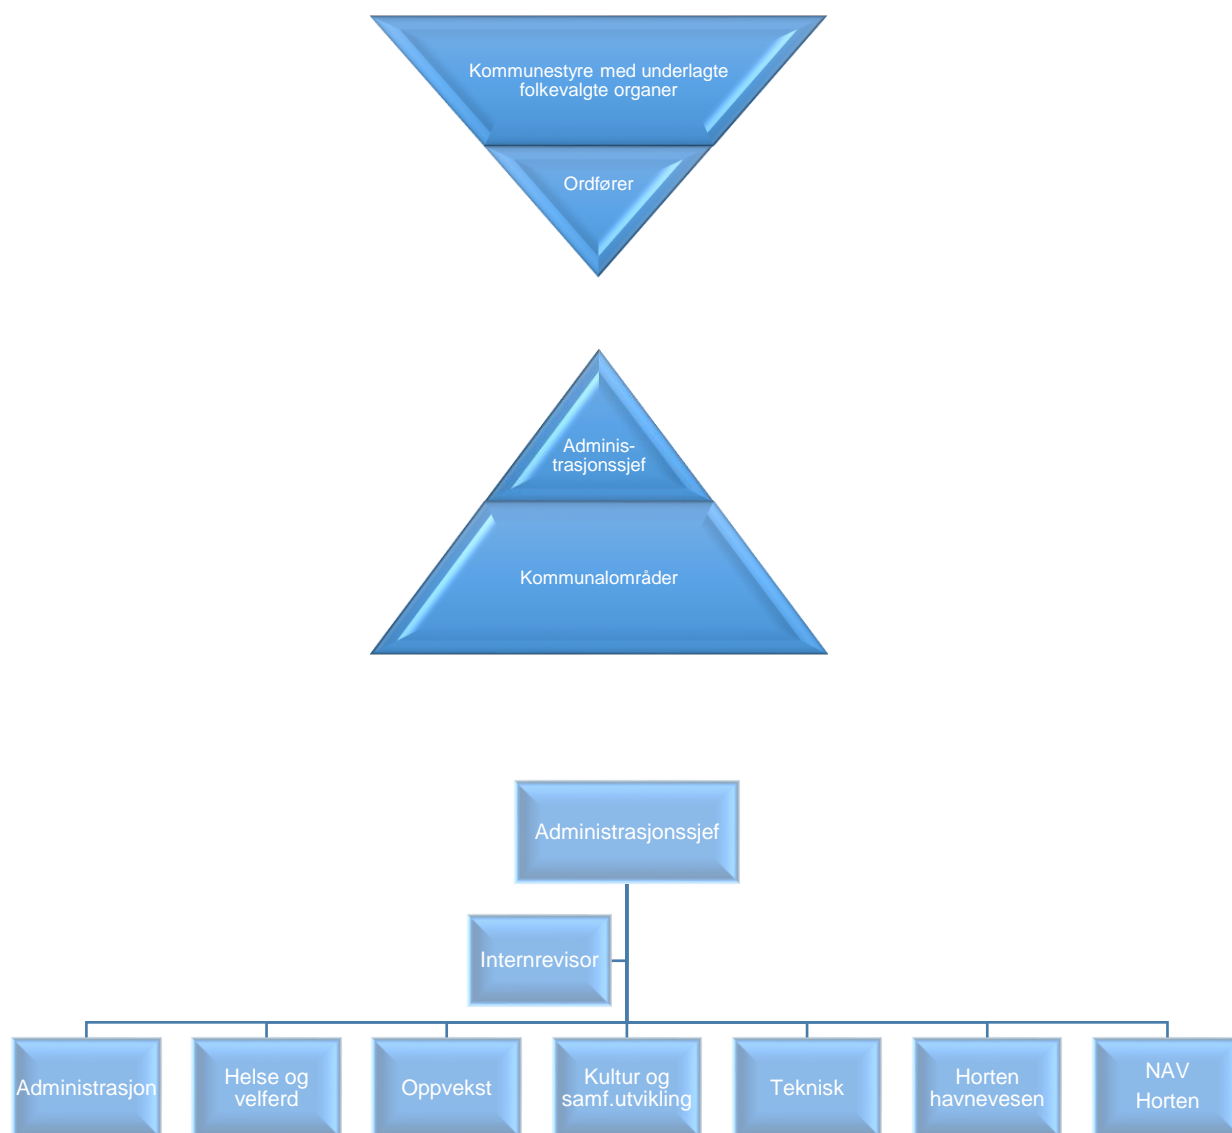 Kommunestyre med underlagte
folkevalgte organer
Ordfører
Adminis-
trasjonssjef
Kommunalområder
Administrasjonssjef
Internrevisor
Administrasjon
Helse og
velferd
Oppvekst
Kultur og
samf.utvikling
Teknisk
Horten
havnevesen
NAV
Horten